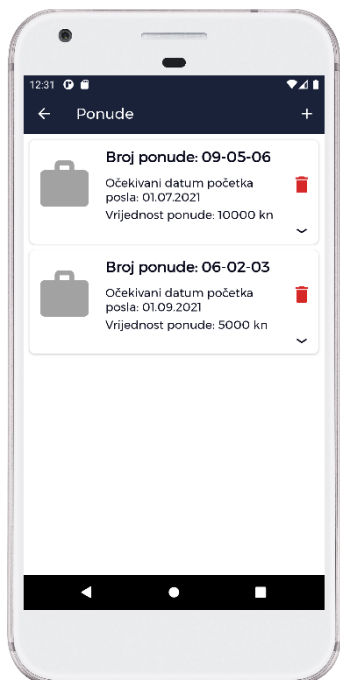 12:31
Ponude
Broj ponude: 09-05-06
Očekivani datum početka
posla: 01.07.2021
Vrijednost ponude: 10000 kn
Broj ponude: 06-02-03
Očekivani datum početka
posla: 01.09.2021
Vrijednost ponude: 5000 kn